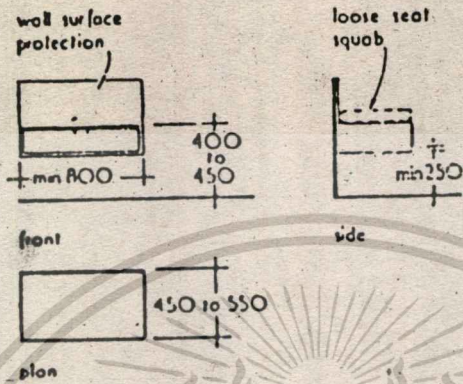 wall surface
protection
loose seat
squab
400
to
450
min 800
min 250
front
side
450 to 550
plan